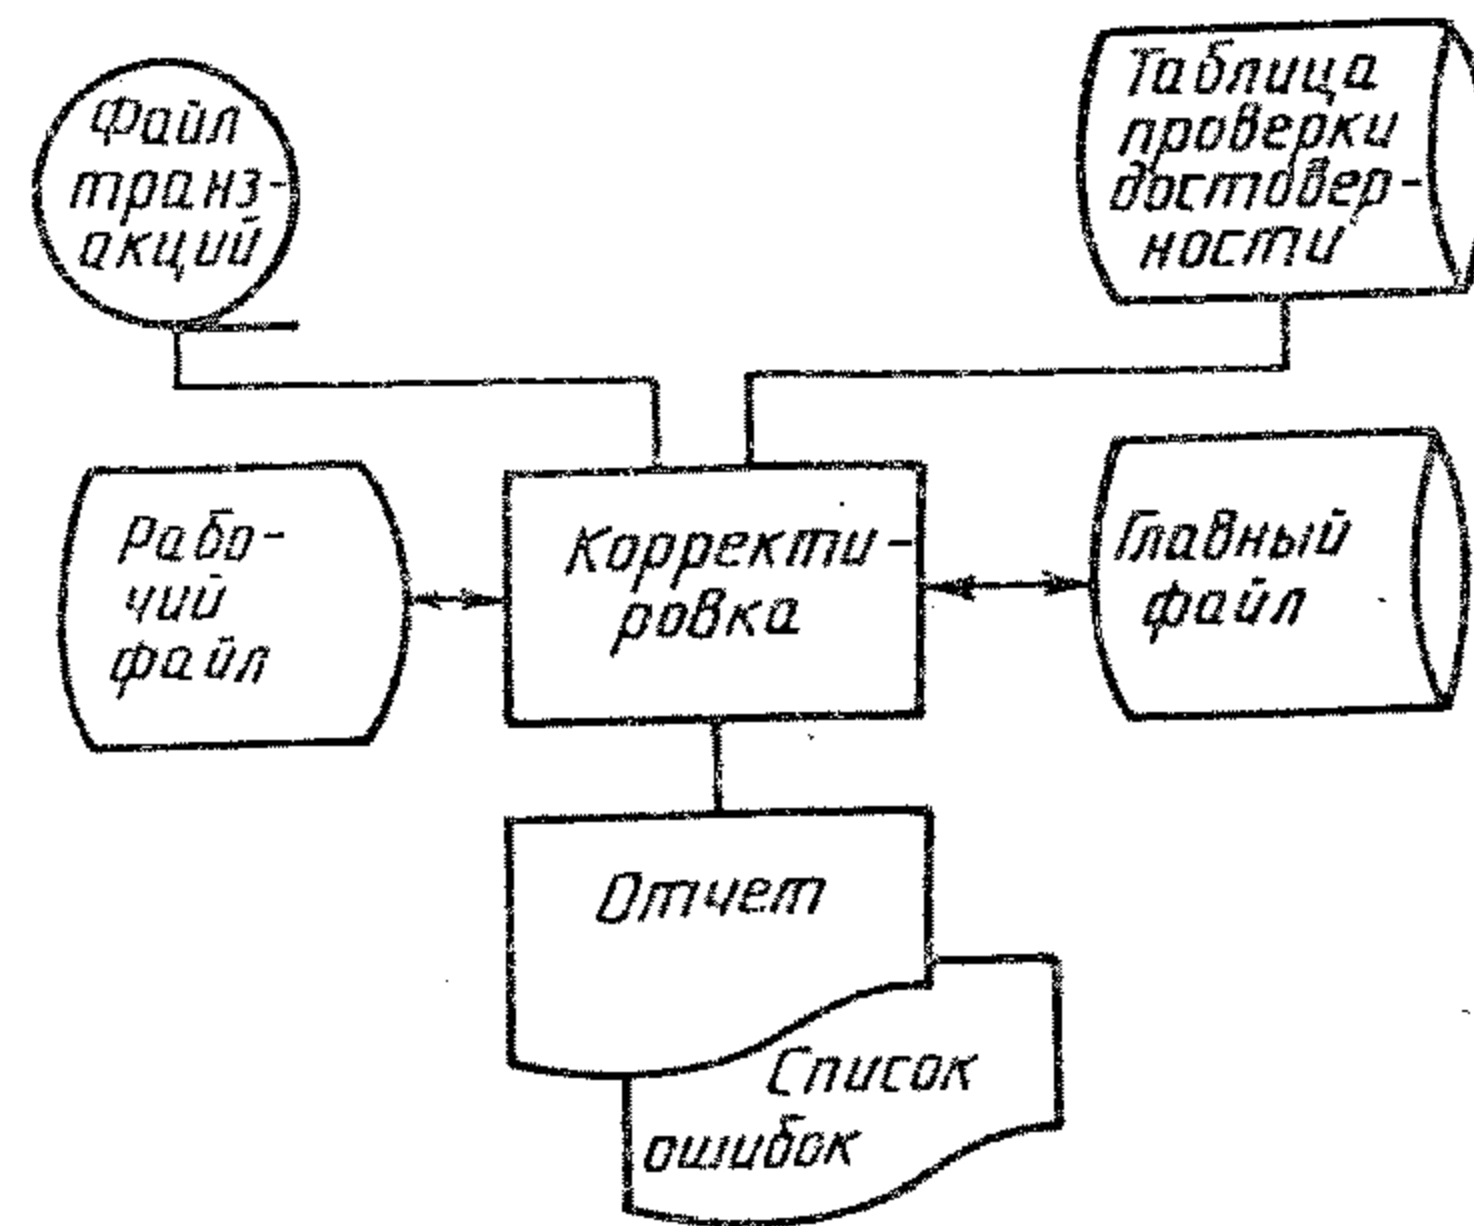 Файл
транз-
акций
Таблица
проверки
достовер-
ности
Рабо-
чий
файл
Корректи-
ровка
Главный
файл
Отчет
Список
ошибок